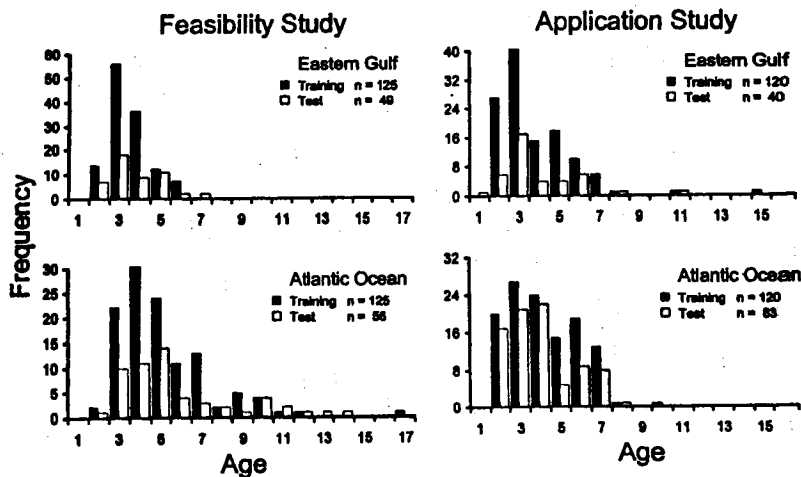 Feasibility Study
Application Study
Eastern Gulf
Training n = 125
Test n = 49
60
50
40
30
20
10
0
1 3 5 7 9 11 13 15 17
Eastern Gulf
Training n = 120
Test n = 40
40
32
24
16
8
0
1 3 5 7 9 11 13 15
Frequency
Atlantic Ocean
Training n = 125
Test n = 56
30
25
20
15
10
5
0
1 3 5 7 9 11 13 15 17
Age
Atlantic Ocean
Training n = 120
Test n = 83
32
24
16
8
0
1 3 5 7 9 11 13 15
Age